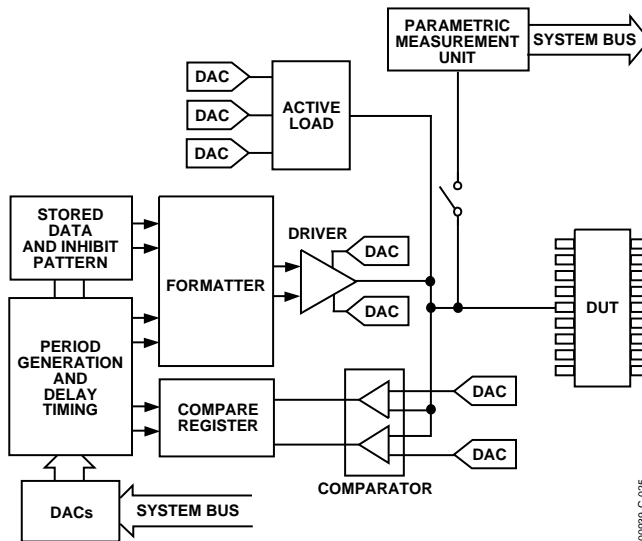 PARAMETRIC
MEASUREMENT
UNIT
SYSTEM BUS
DAC
DAC
DAC
ACTIVE
LOAD
STORED
DATA
AND INHIBIT
PATTERN
FORMATTER
DRIVER
DAC
DAC
DUT
PERIOD
GENERATION
AND
DELAY
TIMING
COMPARE
REGISTER
DAC
DAC
COMPARATOR
DACs
SYSTEM BUS